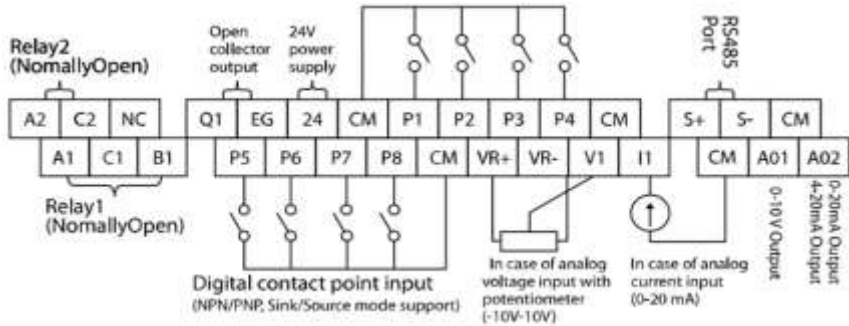 Relay2
(NomallyOpen)
Open
collector
output
24V
power
supply
RS485
Port
A2 C2 NC Q1 EG 24 CM P1 P2 P3 P4 CM S+ S- CM
A1 C1 B1 P5 P6 P7 P8 CM VR+ VR- V1 I1 CM A01 A02
Relay1
(NomallyOpen)
Digital contact point input
(NPN/PNP, Sink/Source mode support)
In case of analog
voltage input with
potentiometer
(-10V-10V)
In case of analog
current input
(0-20 mA)
0-10 V Output
0-20mA Output
4-20mA Output